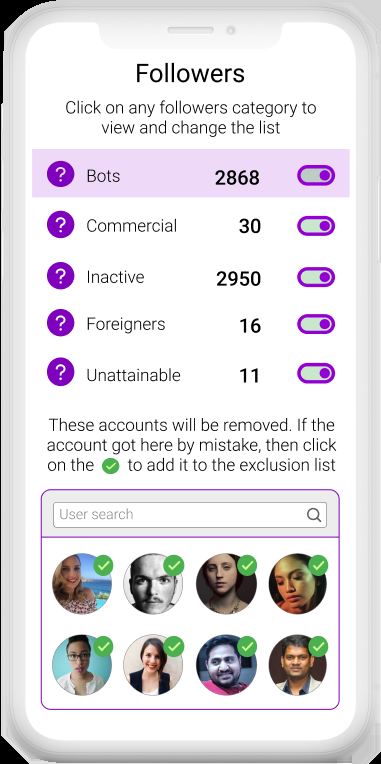 Followers
Click on any followers category to
view and change the list
? Bots 2868
? Commercial 30
? Inactive 2950
? Foreigners 16
? Unattainable 11
These accounts will be removed. If the
account got here by mistake, then click
on the to add it to the exclusion list
User search